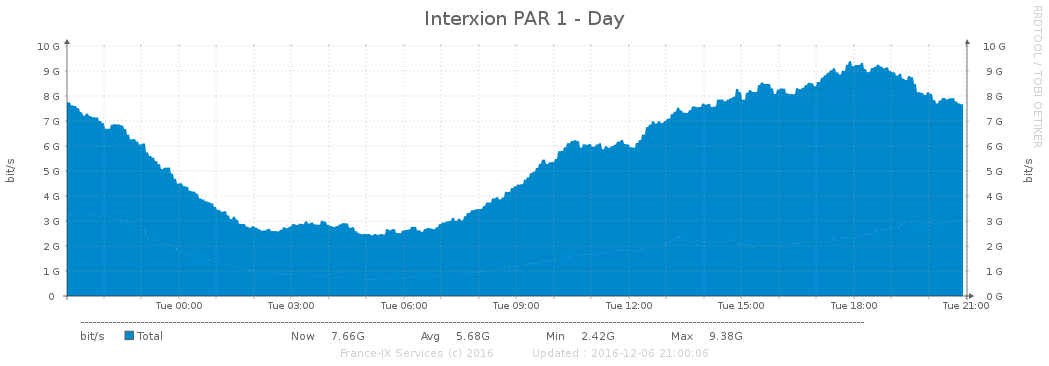 Interxion PAR 1 - Day
RRDTOOL / TOBI OETIKER
bit/s
10 G 10 G
9 G 9 G
8 G 8 G
7 G 7 G
6 G 6 G
5 G 5 G
4 G 4 G
3 G 3 G
2 G 2 G
1 G 1 G
0 0 G
bit/s
Tue 00:00 Tue 03:00 Tue 06:00 Tue 09:00 Tue 12:00 Tue 15:00 Tue 18:00 Tue 21:00
bit/s Total Now 7.66G Avg 5.68G Min 2.42G Max 9.38G
France-IX Services (c) 2016 Updated : 2016-12-06 21:00:06